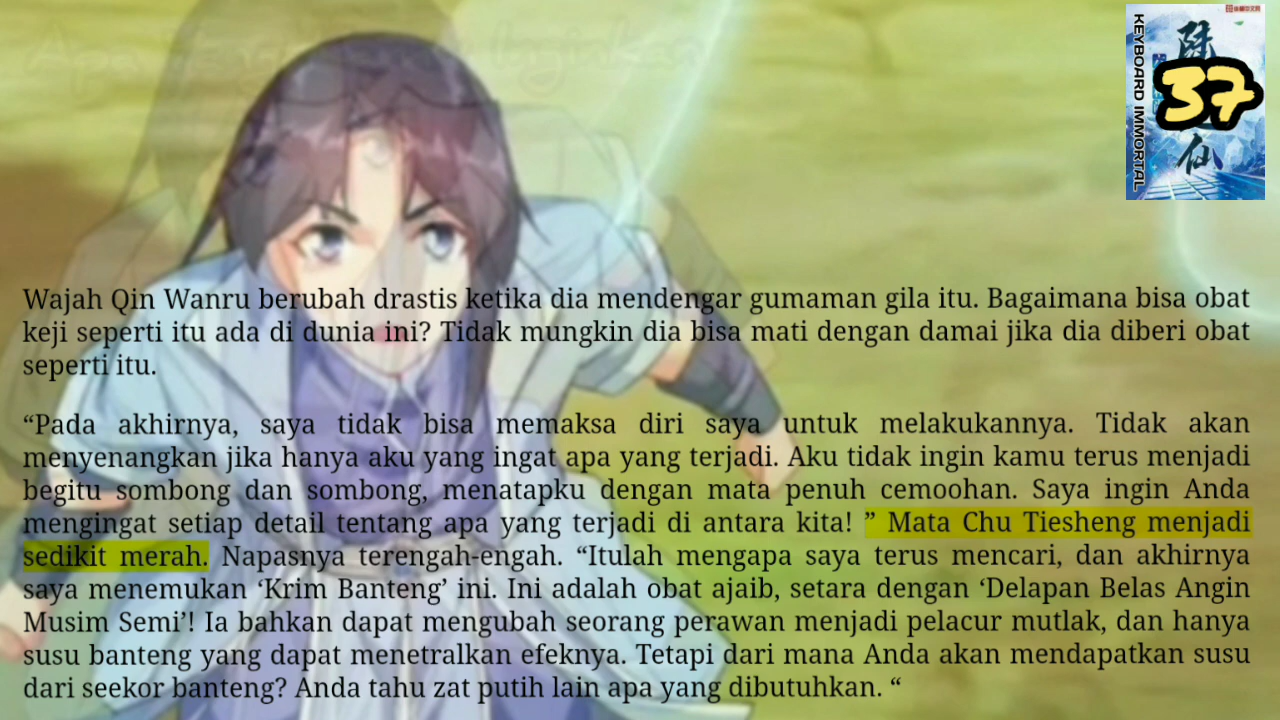 KEYBOARD IMMORTAL
37
仙
Wajah Qin Wanru berubah drastis ketika dia mendengar gumaman gila itu. Bagaimana bisa obat
keji seperti itu ada di dunia ini? Tidak mungkin dia bisa mati dengan damai jika dia diberi obat
seperti itu.
“Pada akhirnya, saya tidak bisa memaksa diri saya untuk melakukannya. Tidak akan
menyenangkan jika hanya aku yang ingat apa yang terjadi. Aku tidak ingin kamu terus menjadi
begitu sombong dan sombong, menatapku dengan mata penuh cemoohan. Saya ingin Anda
mengingat setiap detail tentang apa yang terjadi di antara kita! ” Mata Chu Tiesheng menjadi
sedikit merah. Napasnya terengah-engah. “Itulah mengapa saya terus mencari, dan akhirnya
saya menemukan ‘Krim Banteng’ ini. Ini adalah obat ajaib, setara dengan ‘Delapan Belas Angin
Musim Semi’! Ia bahkan dapat mengubah seorang perawan menjadi pelacur mutlak, dan hanya
susu banteng yang dapat menetralkan efeknya. Tetapi dari mana Anda akan mendapatkan susu
dari seekor banteng? Anda tahu zat putih lain apa yang dibutuhkan. “